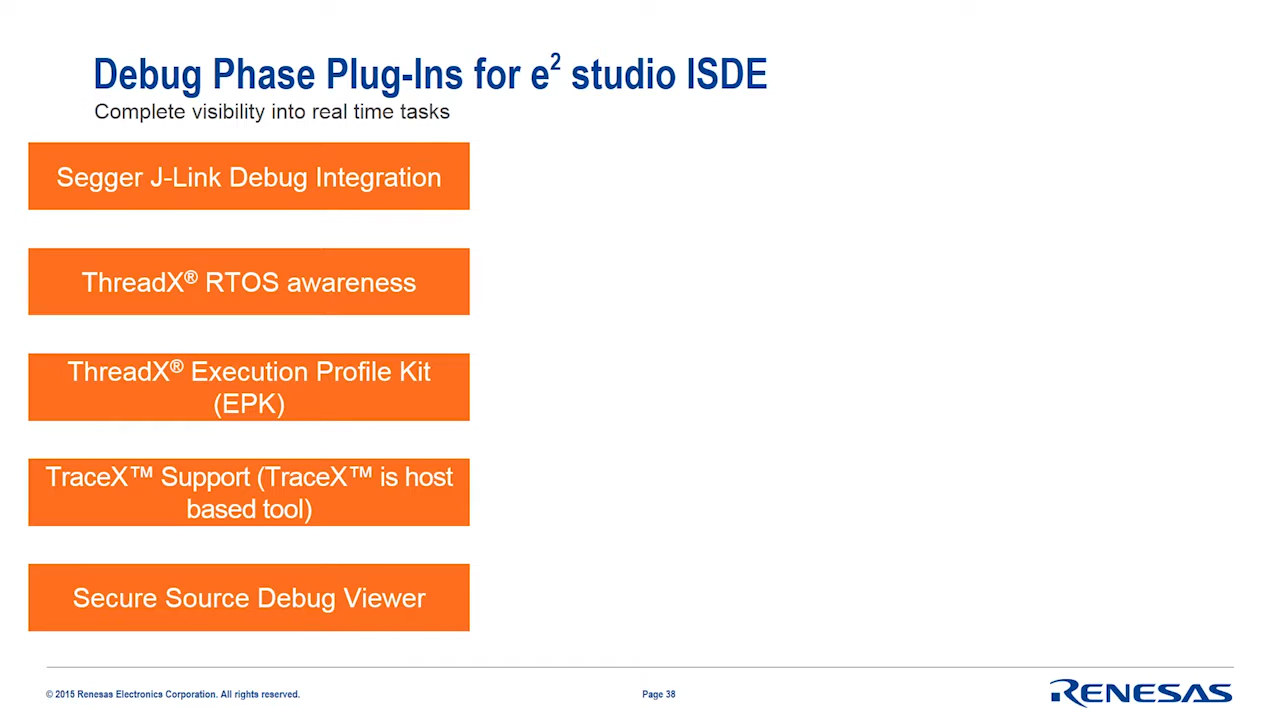 Debug Phase Plug-Ins for e² studio ISDE
Complete visibility into real time tasks
Segger J-Link Debug Integration
ThreadX® RTOS awareness
ThreadX® Execution Profile Kit
(EPK)
TraceX™ Support (TraceX™ is host
based tool)
Secure Source Debug Viewer
© 2015 Renesas Electronics Corporation. All rights reserved.
Page 38
RENESAS